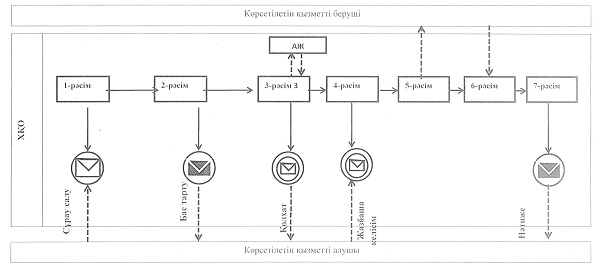 Көрсетілетін қызметті беруші
ХҚО
АЖ
1-рәсім
2-рәсім
3-рәсім 3
4-рәсім
5-рәсім
6-рәсім
7-рәсім
Сұрау салу
Бас тарту
Қолхат
Жазбаша
келісім
Нәтиже
Көрсетілетін қызметті алушы